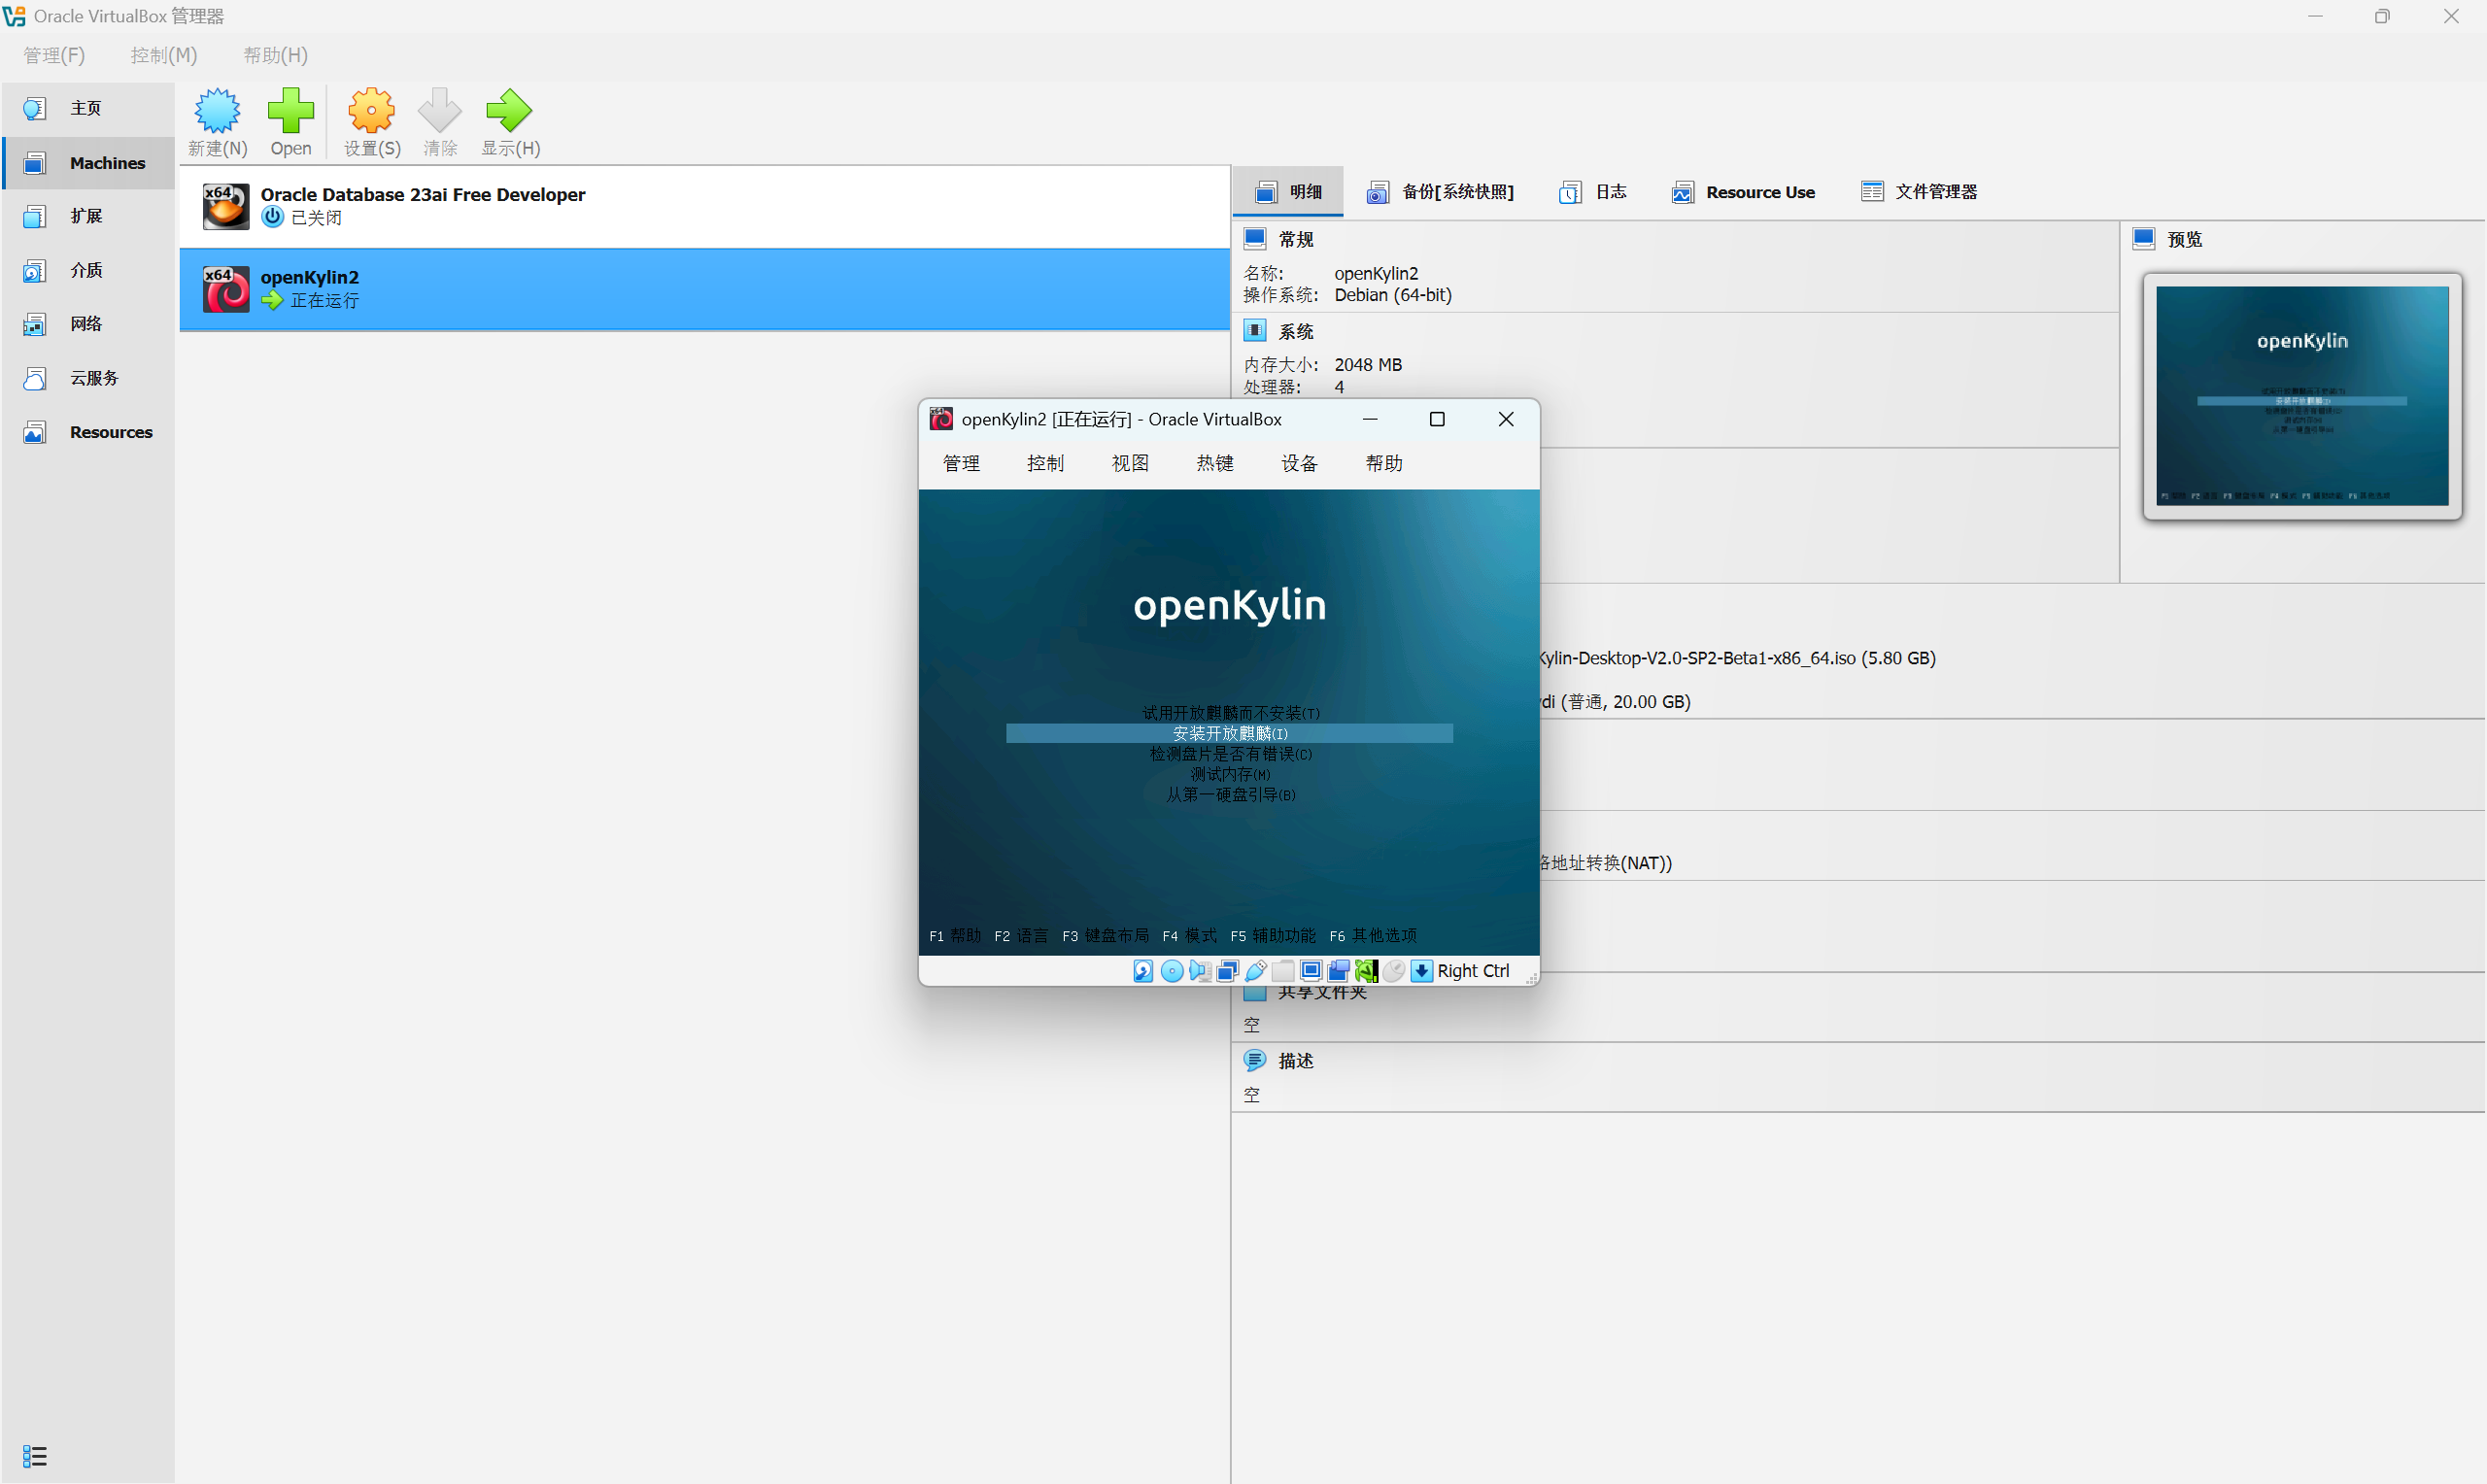 Oracle VirtualBox 管理器
管理(F) 控制(M) 帮助(H)
主页
Machines
扩展
介质
网络
云服务
Resources
新建(N) Open 设置(S) 清除 显示(H)
x64 Oracle Database 23ai Free Developer
已关闭
x64 openKylin2
正在运行
明细 备份[系统快照] 日志 Resource Use 文件管理器
常规
名称: openKylin2
操作系统: Debian (64-bit)
系统
内存大小: 2048 MB
处理器: 4
预览
openKylin
openKylin2 [正在运行] - Oracle VirtualBox
管理 控制 视图 热键 设备 帮助
openKylin
试用开放麒麟而不安装(T)
安装开放麒麟(I)
检测盘片是否有错误(C)
测试内存(M)
从第一硬盘引导(B)
F1 帮助 F2 语言 F3 键盘布局 F4 模式 F5 辅助功能 F6 其他选项
Right Ctrl
Kylin-Desktop-V2.0-SP2-Beta1-x86_64.iso (5.80 GB)
di (普通, 20.00 GB)
络地址转换(NAT))
共享文件夹
空
描述
空